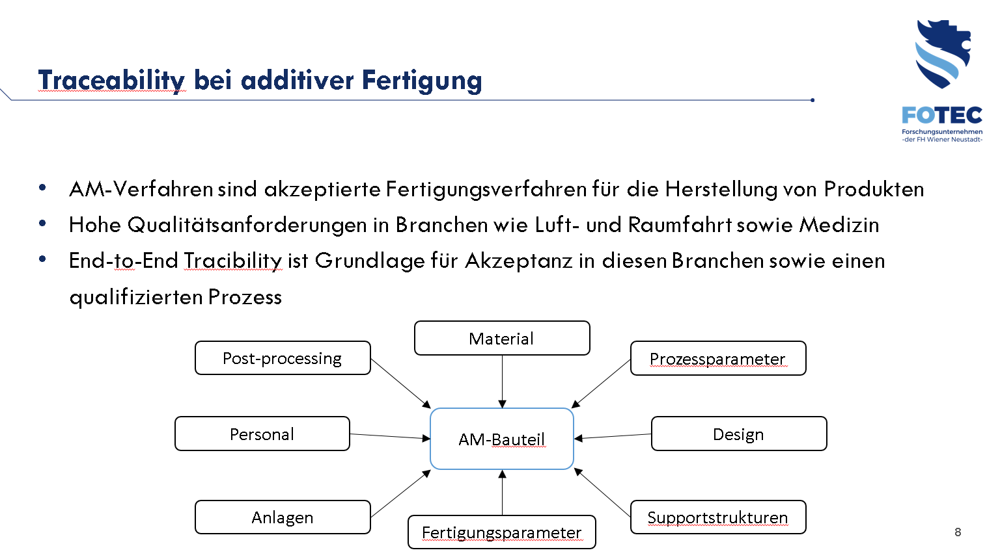 Traceability bei additiver Fertigung
FOTEC
Forschungsunternehmen
-der FH Wiener Neustadt-
• AM-Verfahren sind akzeptierte Fertigungsverfahren für die Herstellung von Produkten
• Hohe Qualitätsanforderungen in Branchen wie Luft- und Raumfahrt sowie Medizin
• End-to-End Tracibility ist Grundlage für Akzeptanz in diesen Branchen sowie einen
qualifizierten Prozess
Material
Post-processing
Prozessparameter
Personal
AM-Bauteil
Design
Anlagen
Fertigungsparameter
Supportstrukturen
8